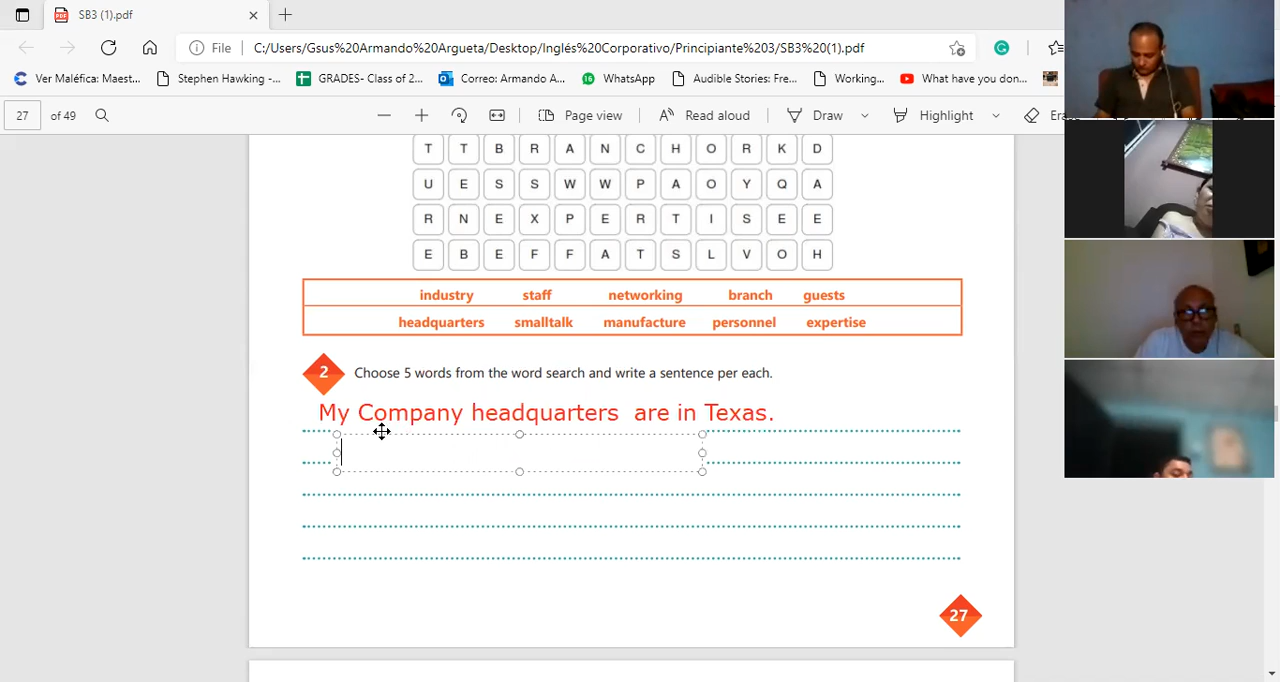 SB3 (1).pdf
File C:/Users/Gsus%20Armando%20Argueta/Desktop/Inglés%20Corporativo/Principiante%203/SB3%20(1).pdf
Ver Maléfica: Maest... Stephen Hawking -... GRADES- Class of 2... Correo: Armando A... 16 WhatsApp Audible Stories: Fre... Working... What have you don...
27 of 49 Page view Read aloud Draw Highlight
T T B R A N C H O R K D
U E S S W W P A O Y Q A
R N E X P E R T I S E E
E B E F F A T S L V O H
industry staff networking branch guests
headquarters smalltalk manufacture personnel expertise
2 Choose 5 words from the word search and write a sentence per each.
My Company headquarters are in Texas.
27